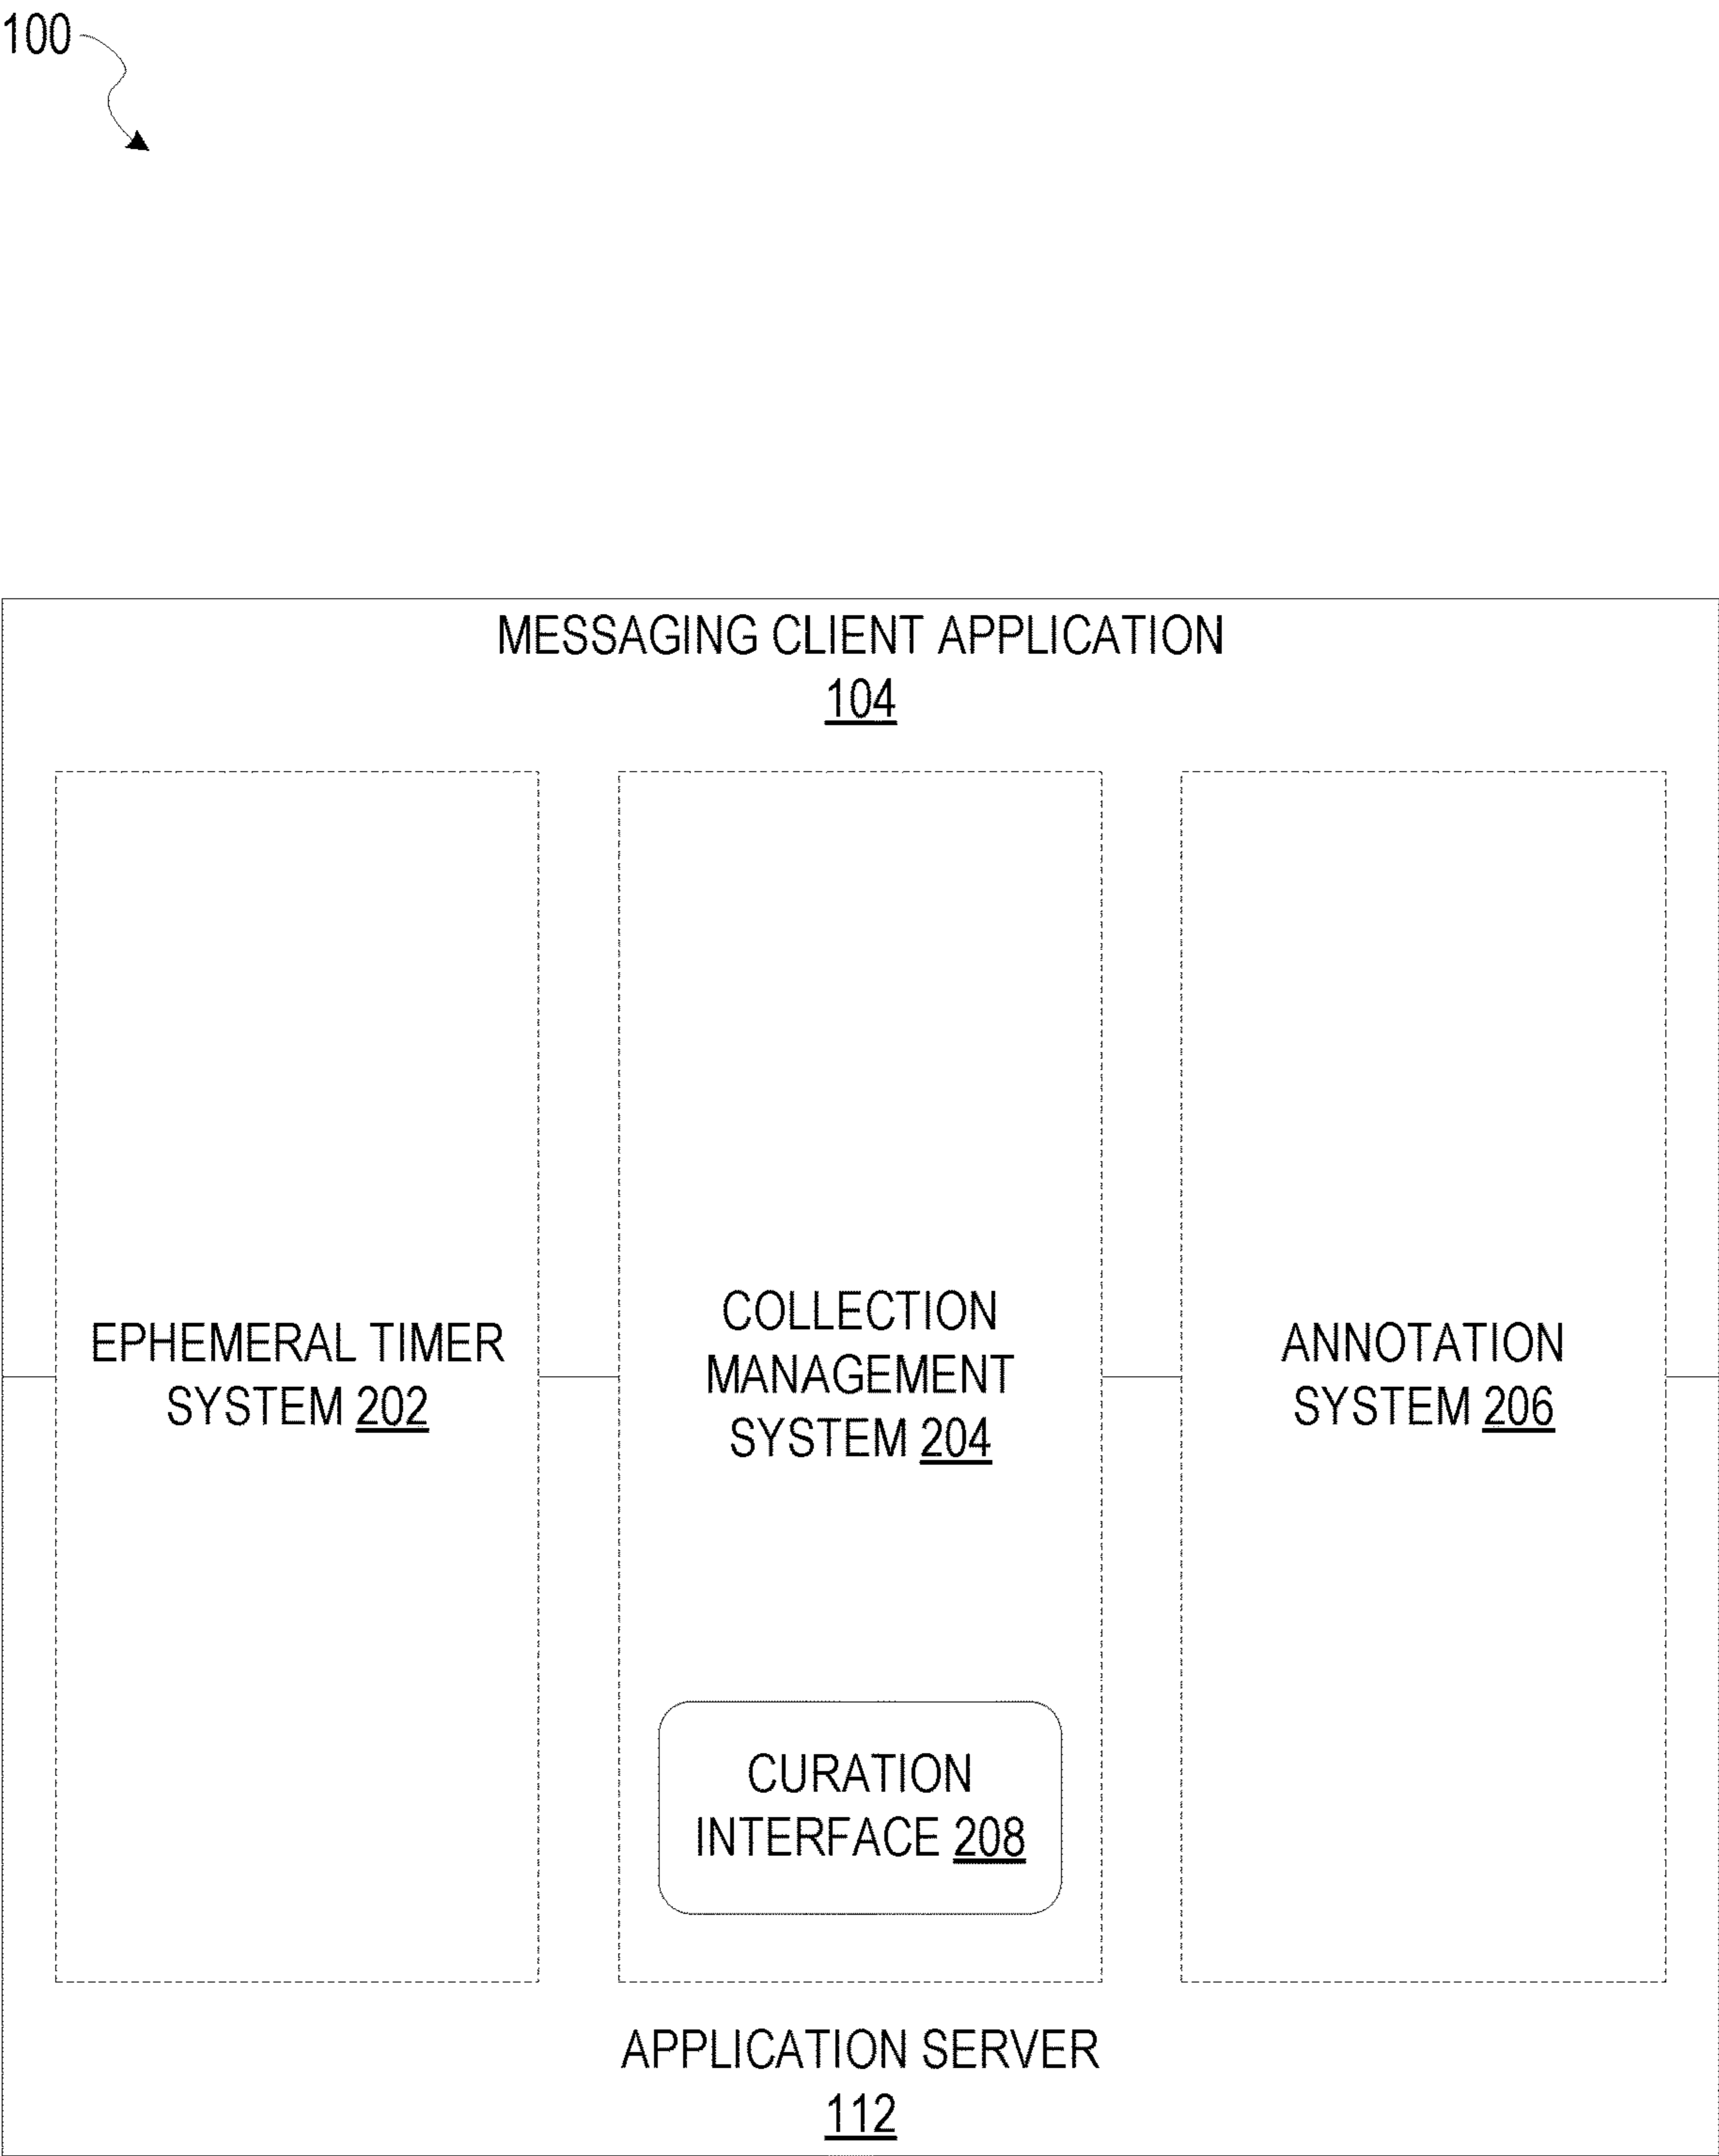 100
MESSAGING CLIENT APPLICATION
104
EPHEMERAL TIMER
SYSTEM 202
COLLECTION
MANAGEMENT
SYSTEM 204
ANNOTATION
SYSTEM 206
CURATION
INTERFACE 208
APPLICATION SERVER
112